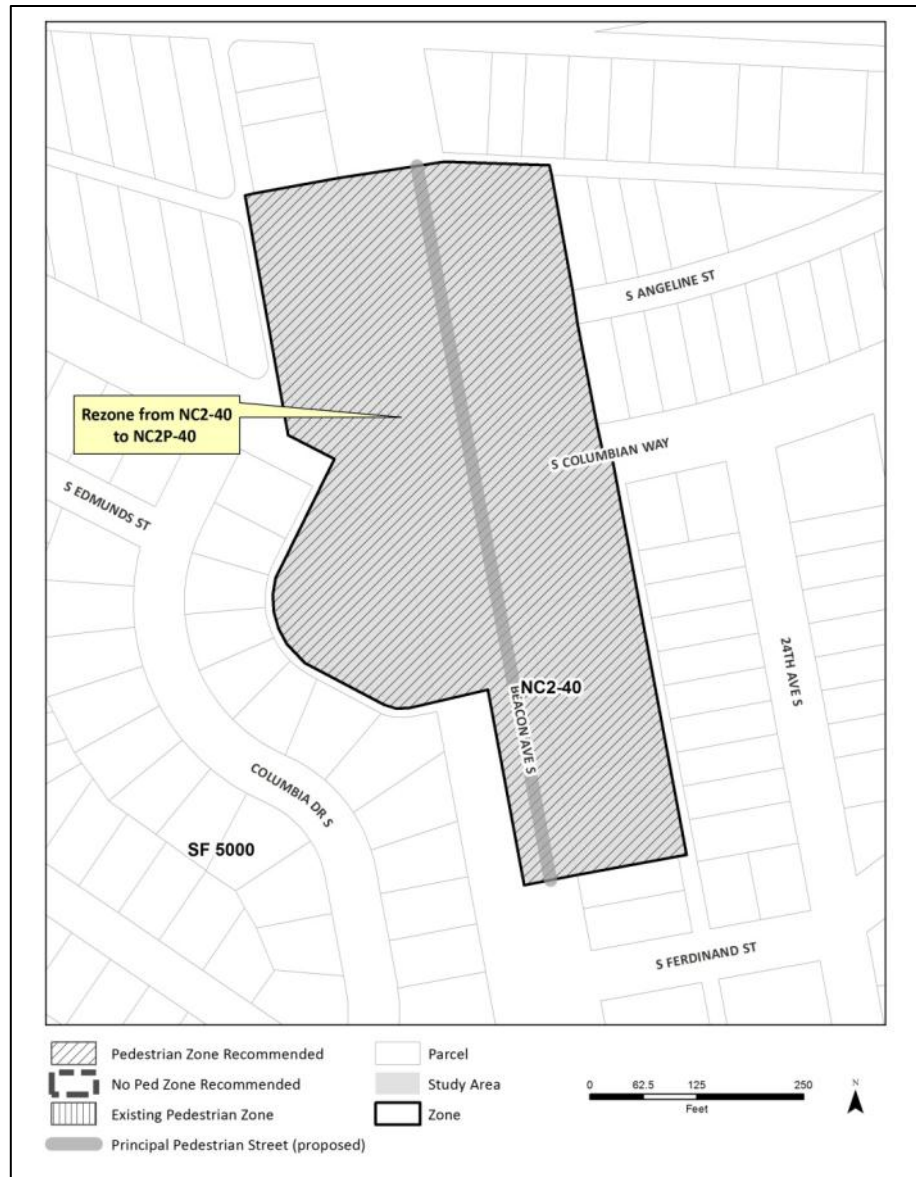 S ANGELINE ST
Rezone from NC2-40
to NC2P-40
S COLUMBIAN WAY
S EDMUNDS ST
24TH AVE S
NC2-40
BEACON AVE S
COLUMBIA DR S
SF 5000
S FERDINAND ST
Pedestrian Zone Recommended
No Ped Zone Recommended
Existing Pedestrian Zone
Principal Pedestrian Street (proposed)
Parcel
Study Area
Zone
0 62.5 125 250
Feet
N